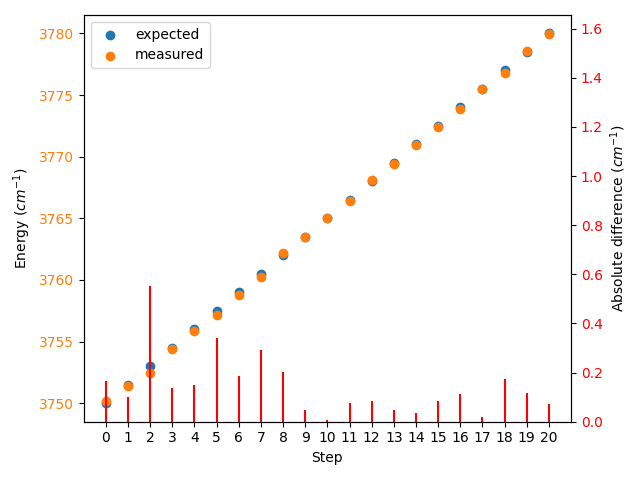 expected
measured
3780
3775
3770
3765
3760
3755
3750
Energy (cm⁻¹)
1.6
1.4
1.2
1.0
0.8
0.6
0.4
0.2
0.0
Absolute difference (cm⁻¹)
0 1 2 3 4 5 6 7 8 9 10 11 12 13 14 15 16 17 18 19 20
Step